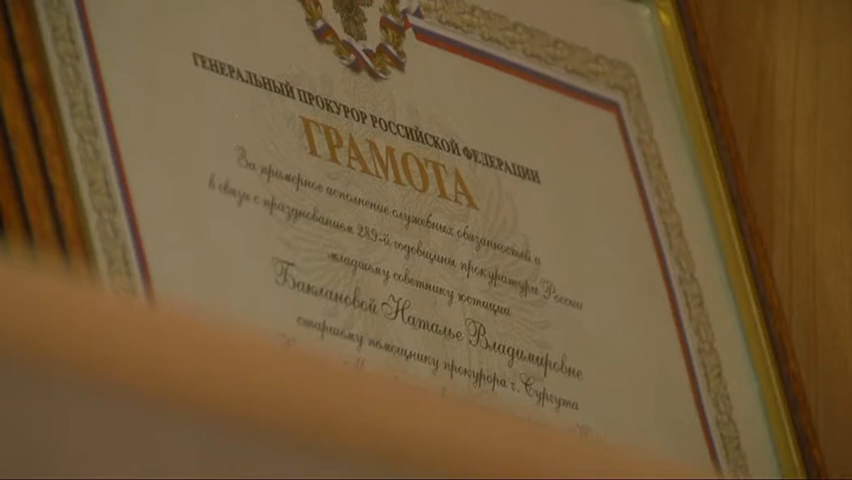 ГЕНЕРАЛЬНЫЙ ПРОКУРОР РОССИЙСКОЙ ФЕДЕРАЦИИ
ГРАМОТА
За примерное исполнение служебных обязанностей и
в связи с празднованием 289-й годовщины прокуратуры России
младшему советнику юстиции
Баклановой Наталье Владимировне
старшему помощнику прокурора г. Сургута